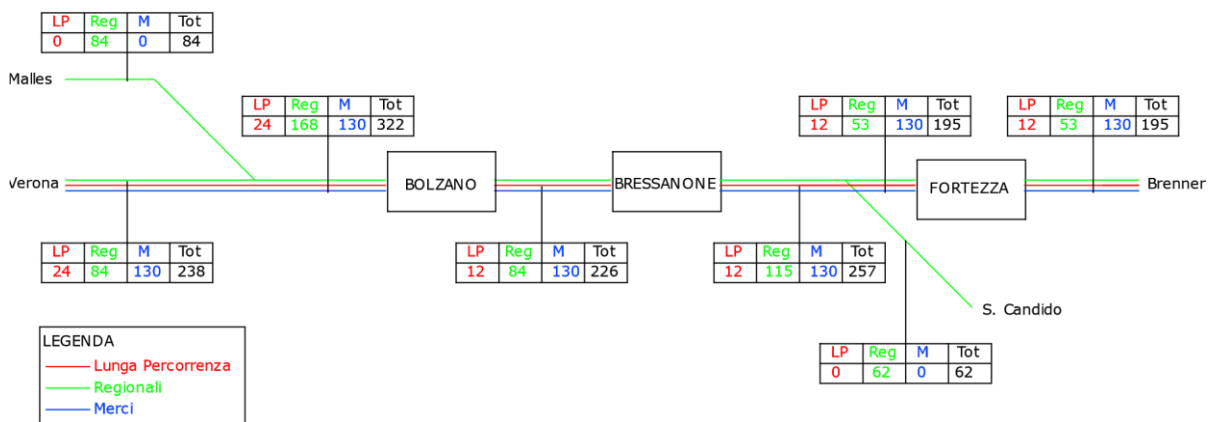 LP Reg M Tot
0 84 0 84
Malles
LP Reg M Tot
24 168 130 322
LP Reg M Tot
12 53 130 195
LP Reg M Tot
12 53 130 195
Verona
BOLZANO
BRESSANONE
FORTEZZA
Brenner
LP Reg M Tot
24 84 130 238
LP Reg M Tot
12 84 130 226
LP Reg M Tot
12 115 130 257
S. Candido
LP Reg M Tot
0 62 0 62
LEGENDA
Lunga Percorrenza
Regionali
Merci